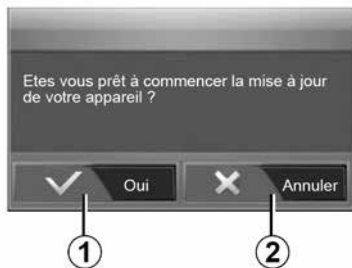 Etes vous prêt à commencer la mise à jour
de votre appareil ?
Oui
Annuler
1
2